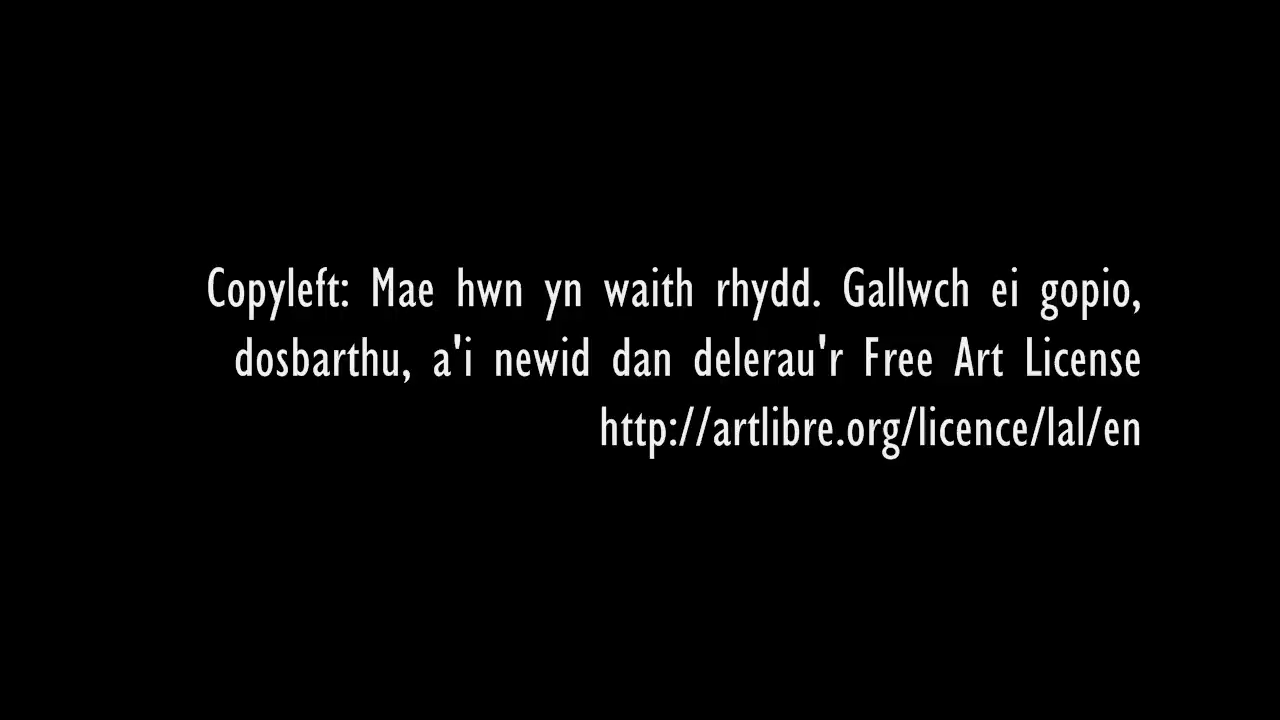 Copyleft: Mae hwn yn waith rhydd. Gallwch ei gopio,
dosbarthu, a'i newid dan delerau'r Free Art License
http://artlibre.org/licence/lal/en